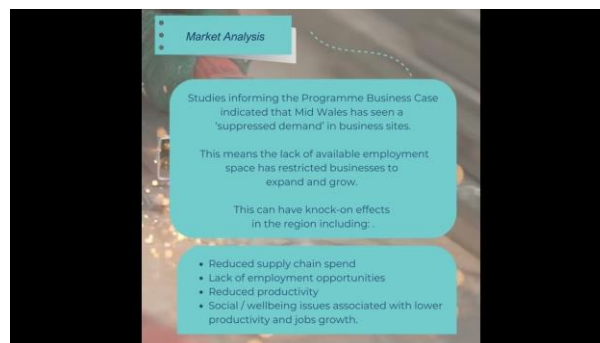 Market Analysis
Studies informing the Programme Business Case
indicated that Mid Wales has seen a
'suppressed demand' in business sites.
This means the lack of available employment
space has restricted businesses to
expand and grow.
This can have knock-on effects
in the region including: .
• Reduced supply chain spend
• Lack of employment opportunities
• Reduced productivity
• Social / wellbeing issues associated with lower
productivity and jobs growth.